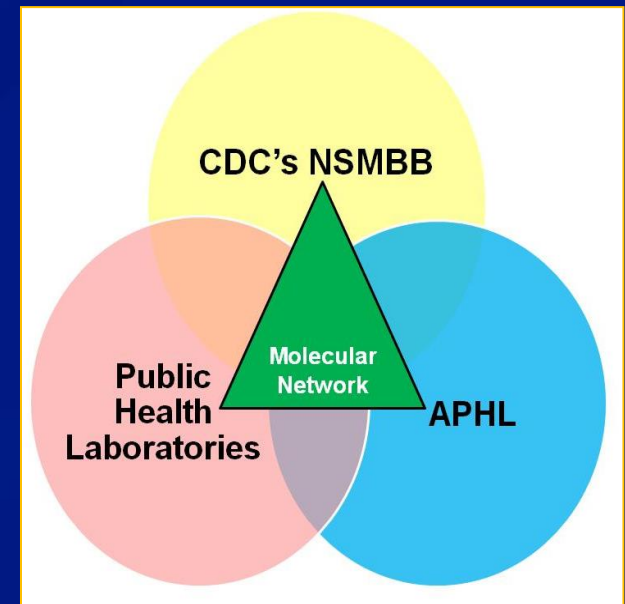 CDC's NSMBB
Molecular
Network
Public
Health
Laboratories
APHL